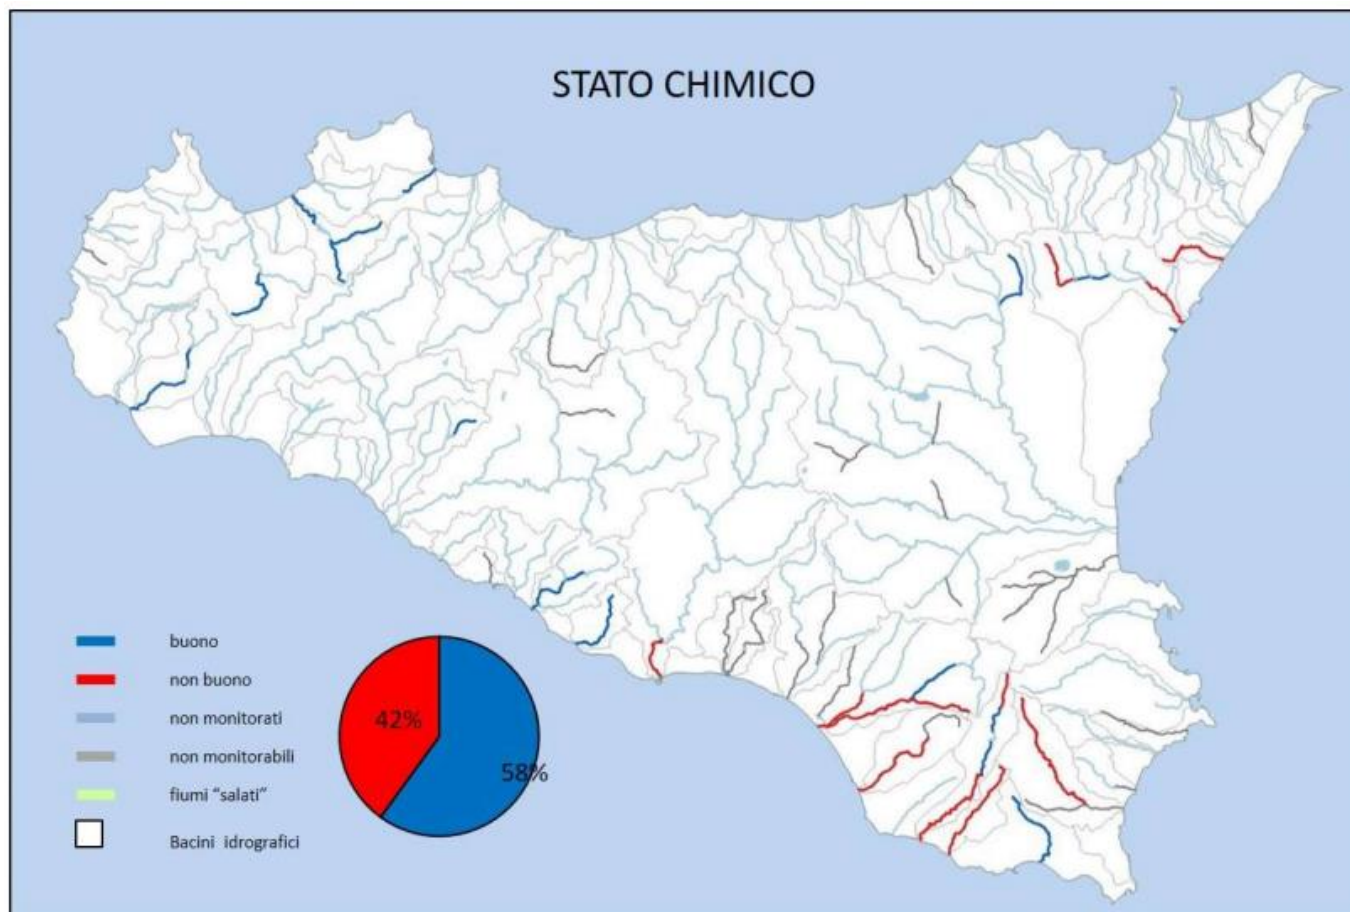 STATO CHIMICO
buono
non buono
non monitorati
non monitorabili
fiumi "salati"
Bacini idrografici
42%
58%